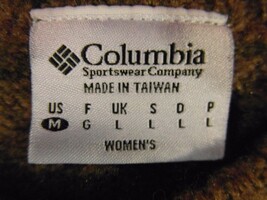 Columbia
Sportswear Company
MADE IN TAIWAN
US F UK S D P
M G L L L L
WOMEN'S